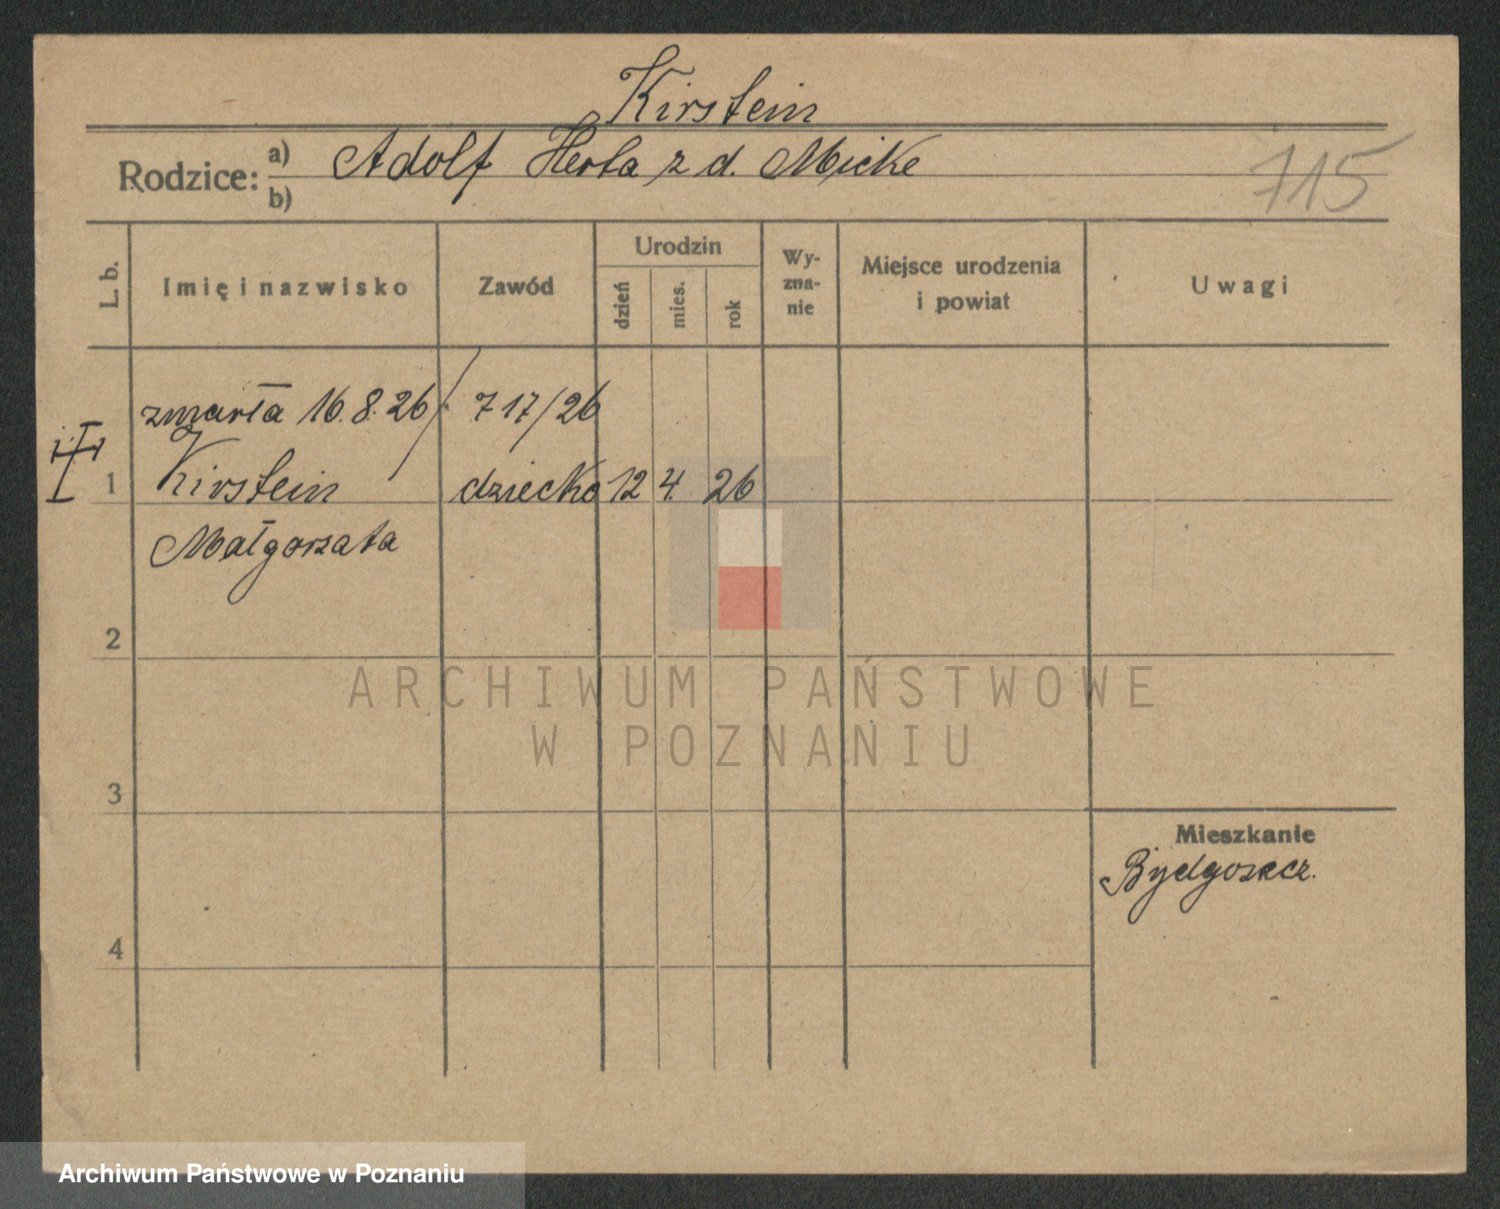 Kirstein
Rodzice: a) Adolf Herta z d. Micke
b)
715
L. b. Imię i nazwisko Zawód Urodzin dzień mies. rok Wy-zna-nie Miejsce urodzenia i powiat Uwagi
zmarła 16.8.26 / 717/26
1 Kirstein dziecko 12 4. 26
Małgorzata
2
ARCHIWUM PAŃSTWOWE
W POZNANIU
3
Mieszkanie
Bydgoszcz.
4
Archiwum Państwowe w Poznaniu